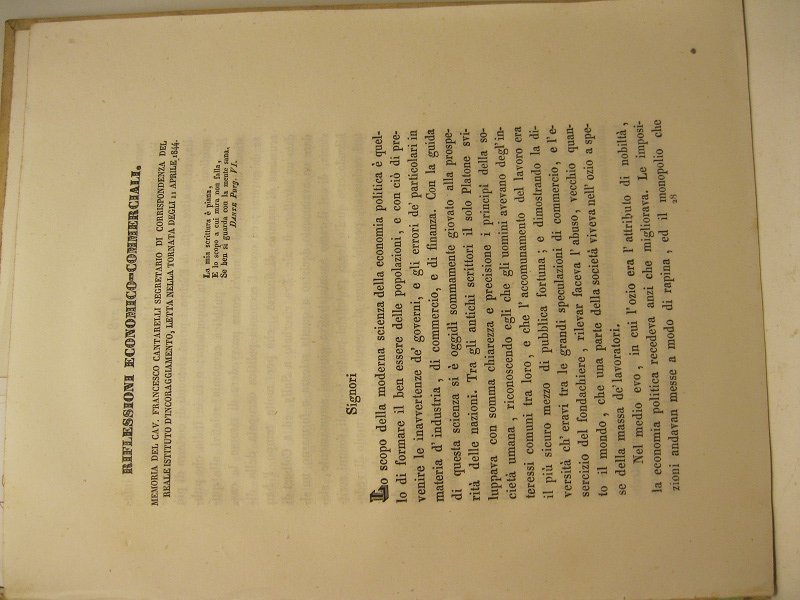 RIFLESSIONI ECONOMICO=COMMERCIALI.
MEMORIA DEL CAV. FRANCESCO CANTARELLI SEGRETARIO DI CORRISPONDENZA DEL
REALE ISTITUTO D'INCORAGGIAMENTO, LETTA NELLA TORNATA DEGLI 11 APRILE 1844.
La mia scrittura è piana,
E lo scopo a cui mira non falla,
Se ben si guarda con la mente sana.
DANTE Purg. VI.
Signori
Lo scopo della moderna scienza della economia politica è quel-
lo di formare il ben essere delle popolazioni, e con ciò di pre-
venire le inavvertenze de' governi, e gli errori de' particolari in
materia d'industria, di commercio, e di finanza. Con la guida
di questa scienza si è oggidì sommamente giovato alla prospe-
rità delle nazioni. Tra gli antichi scrittori il solo Platone svi-
luppava con somma chiarezza e precisione i principî della so-
cietà umana, riconoscendo egli che gli uomini avevano degl'in-
teressi comuni tra loro, e che l'accomunamento del lavoro era
il più sicuro mezzo di pubblica fortuna; e dimostrando la di-
versità ch'eravi tra le grandi speculazioni di commercio, e l'e-
sercizio del fondachiere, rilevar faceva l'abuso, vecchio quan-
to il mondo, che una parte della società viveva nell'ozio a spe-
se della massa de' lavoratori.
Nel medio evo, in cui l'ozio era l'attributo di nobiltà,
la economia politica recedeva anzi che migliorava. Le imposi-
zioni andavan messe a modo di rapina, ed il monopolio che
28